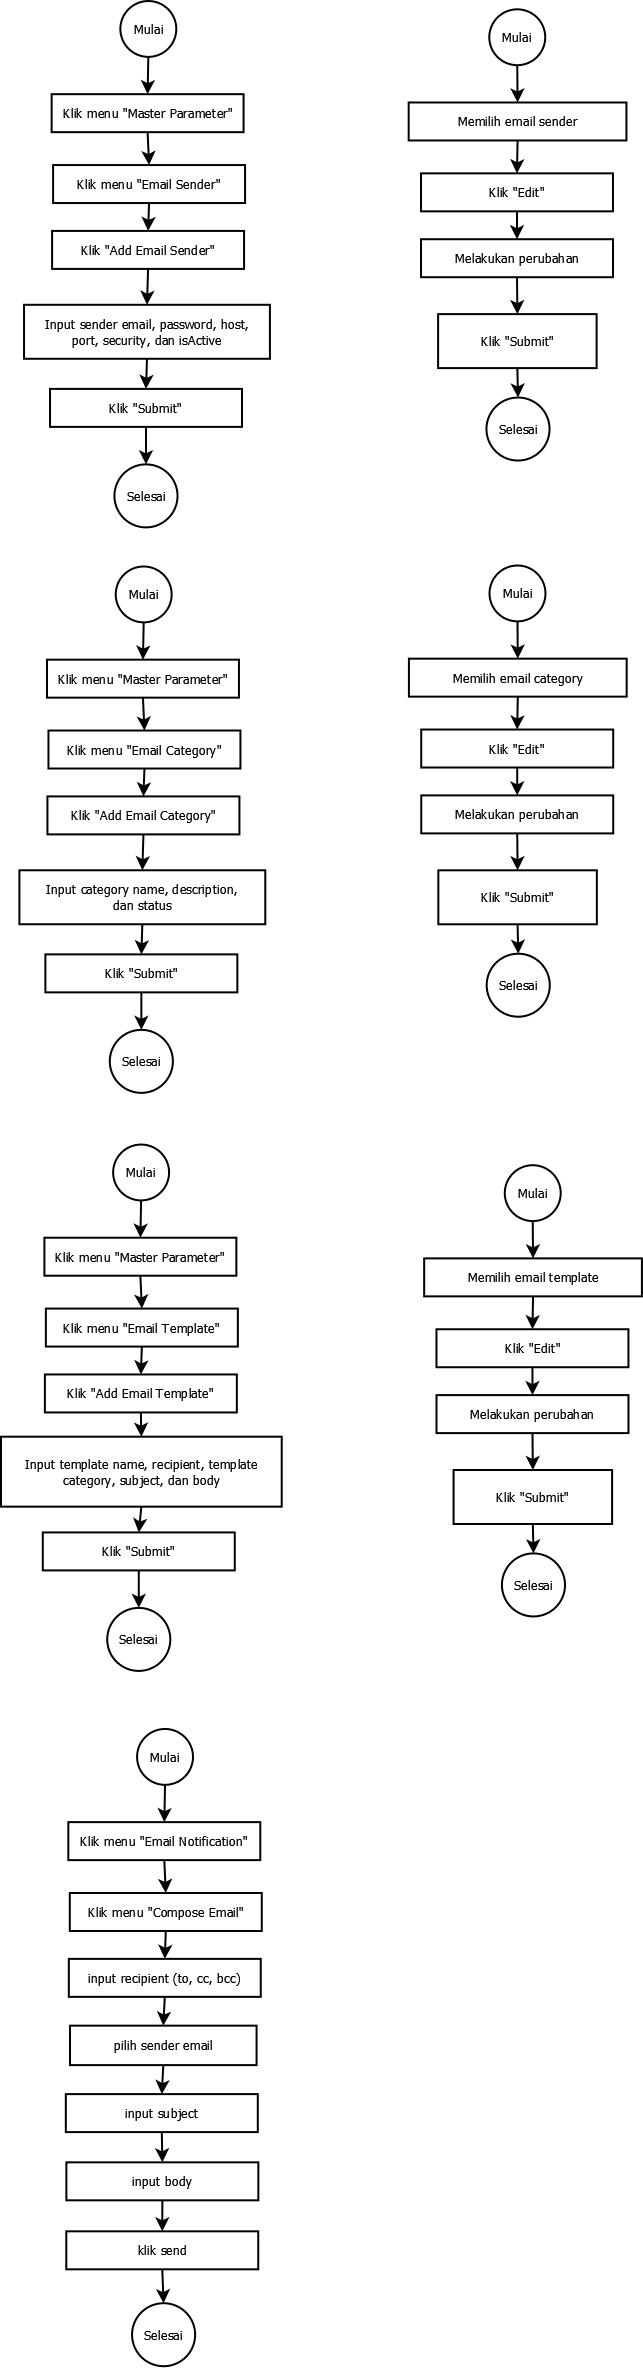 Mulai
Klik menu "Master Parameter"
Klik menu "Email Sender"
Klik "Add Email Sender"
Input sender email, password, host,
port, security, dan isActive
Klik "Submit"
Selesai
Mulai
Memilih email sender
Klik "Edit"
Melakukan perubahan
Klik "Submit"
Selesai
Mulai
Klik menu "Master Parameter"
Klik menu "Email Category"
Klik "Add Email Category"
Input category name, description,
dan status
Klik "Submit"
Selesai
Mulai
Memilih email category
Klik "Edit"
Melakukan perubahan
Klik "Submit"
Selesai
Mulai
Klik menu "Master Parameter"
Klik menu "Email Template"
Klik "Add Email Template"
Input template name, recipient, template
category, subject, dan body
Klik "Submit"
Selesai
Mulai
Memilih email template
Klik "Edit"
Melakukan perubahan
Klik "Submit"
Selesai
Mulai
Klik menu "Email Notification"
Klik menu "Compose Email"
input recipient (to, cc, bcc)
pilih sender email
input subject
input body
klik send
Selesai